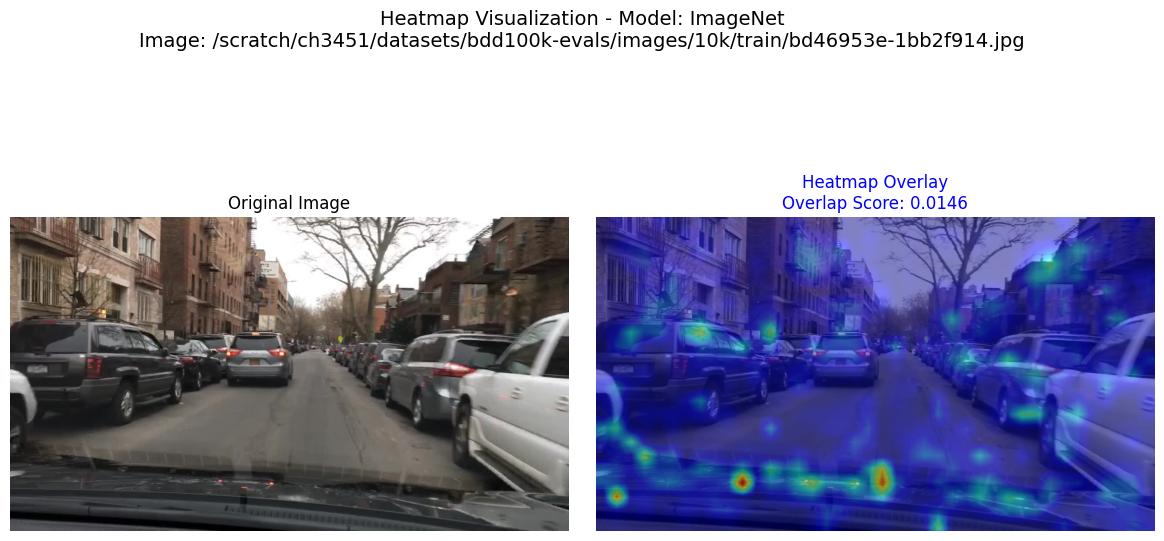 Heatmap Visualization - Model: ImageNet
Image: /scratch/ch3451/datasets/bdd100k-evals/images/10k/train/bd46953e-1bb2f914.jpg
Original Image
Heatmap Overlay
Overlap Score: 0.0146